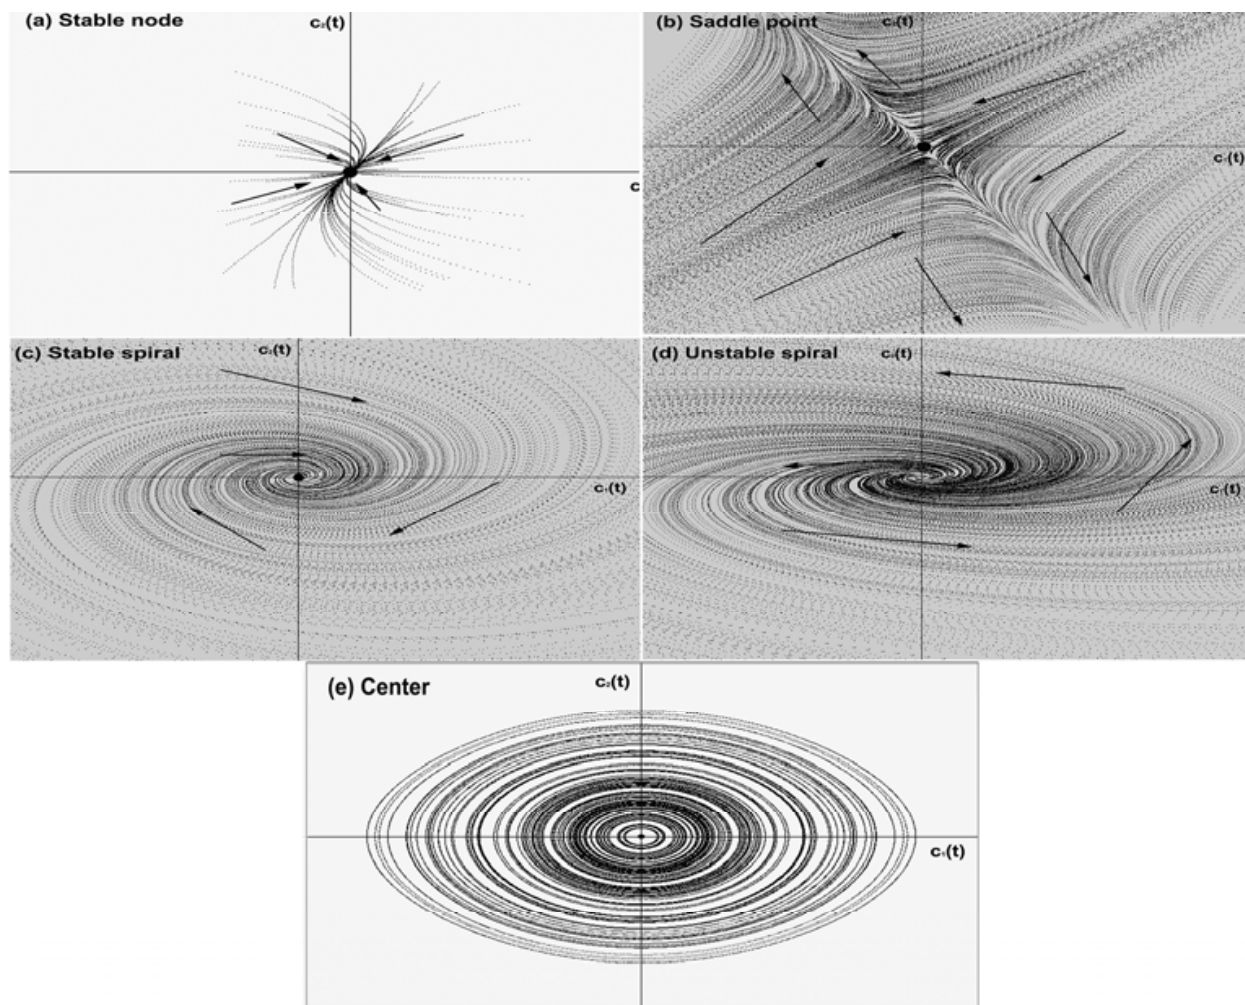 (a) Stable node
c₂(t)
c
(b) Saddle point
c₂(t)
c₁(t)
(c) Stable spiral
c₂(t)
c₁(t)
(d) Unstable spiral
c₂(t)
c₁(t)
(e) Center
c₂(t)
c₁(t)